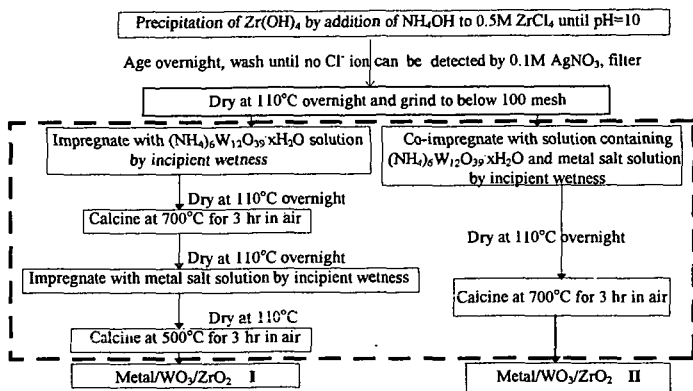 Precipitation of Zr(OH)₄ by addition of NH₄OH to 0.5M ZrCl₄ until pH=10
Age overnight, wash until no Cl⁻ ion can be detected by 0.1M AgNO₃, filter
Dry at 110°C overnight and grind to below 100 mesh
Impregnate with (NH₄)₆W₁₂O₃₉·xH₂O solution
by incipient wetness
Dry at 110°C overnight
Calcine at 700°C for 3 hr in air
Dry at 110°C overnight
Impregnate with metal salt solution by incipient wetness
Dry at 110°C
Calcine at 500°C for 3 hr in air
Metal/WO₃/ZrO₂ I
Co-impregnate with solution containing
(NH₄)₆W₁₂O₃₉·xH₂O and metal salt solution
by incipient wetness
Dry at 110°C overnight
Calcine at 700°C for 3 hr in air
Metal/WO₃/ZrO₂ II